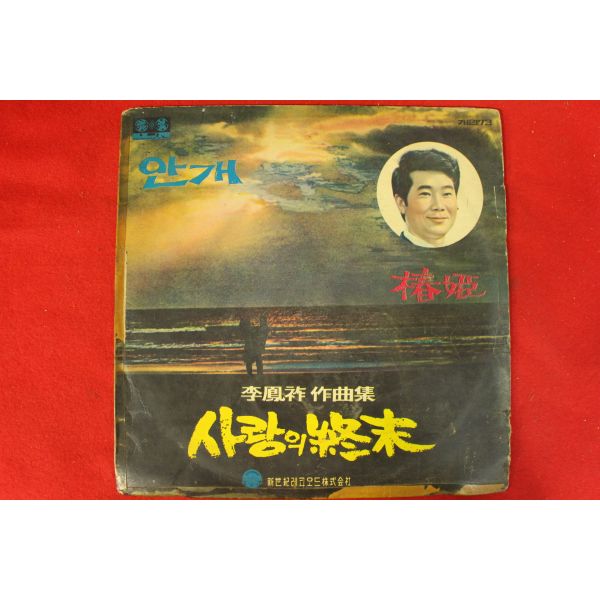 안개
椿姬
李鳳祚 作曲集
사랑의 終末
新世紀레코오드株式会社